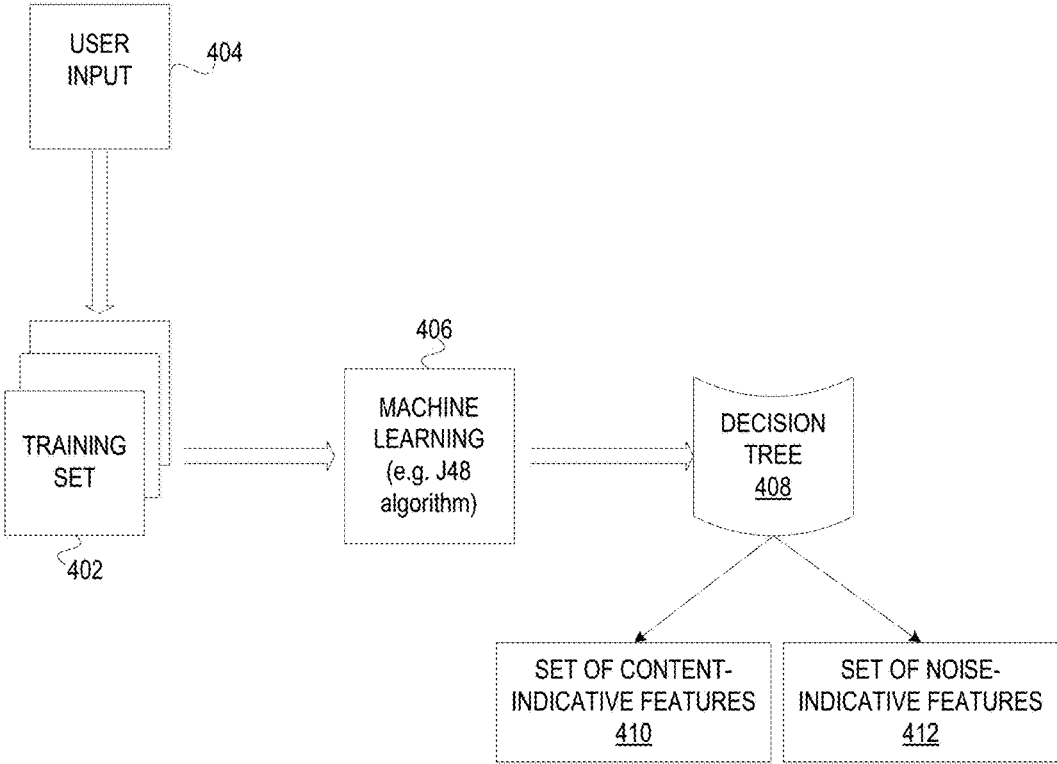 USER
INPUT
404
406
TRAINING
SET
402
MACHINE
LEARNING
(e.g. J48
algorithm)
DECISION
TREE
408
SET OF CONTENT-
INDICATIVE FEATURES
410
SET OF NOISE-
INDICATIVE FEATURES
412